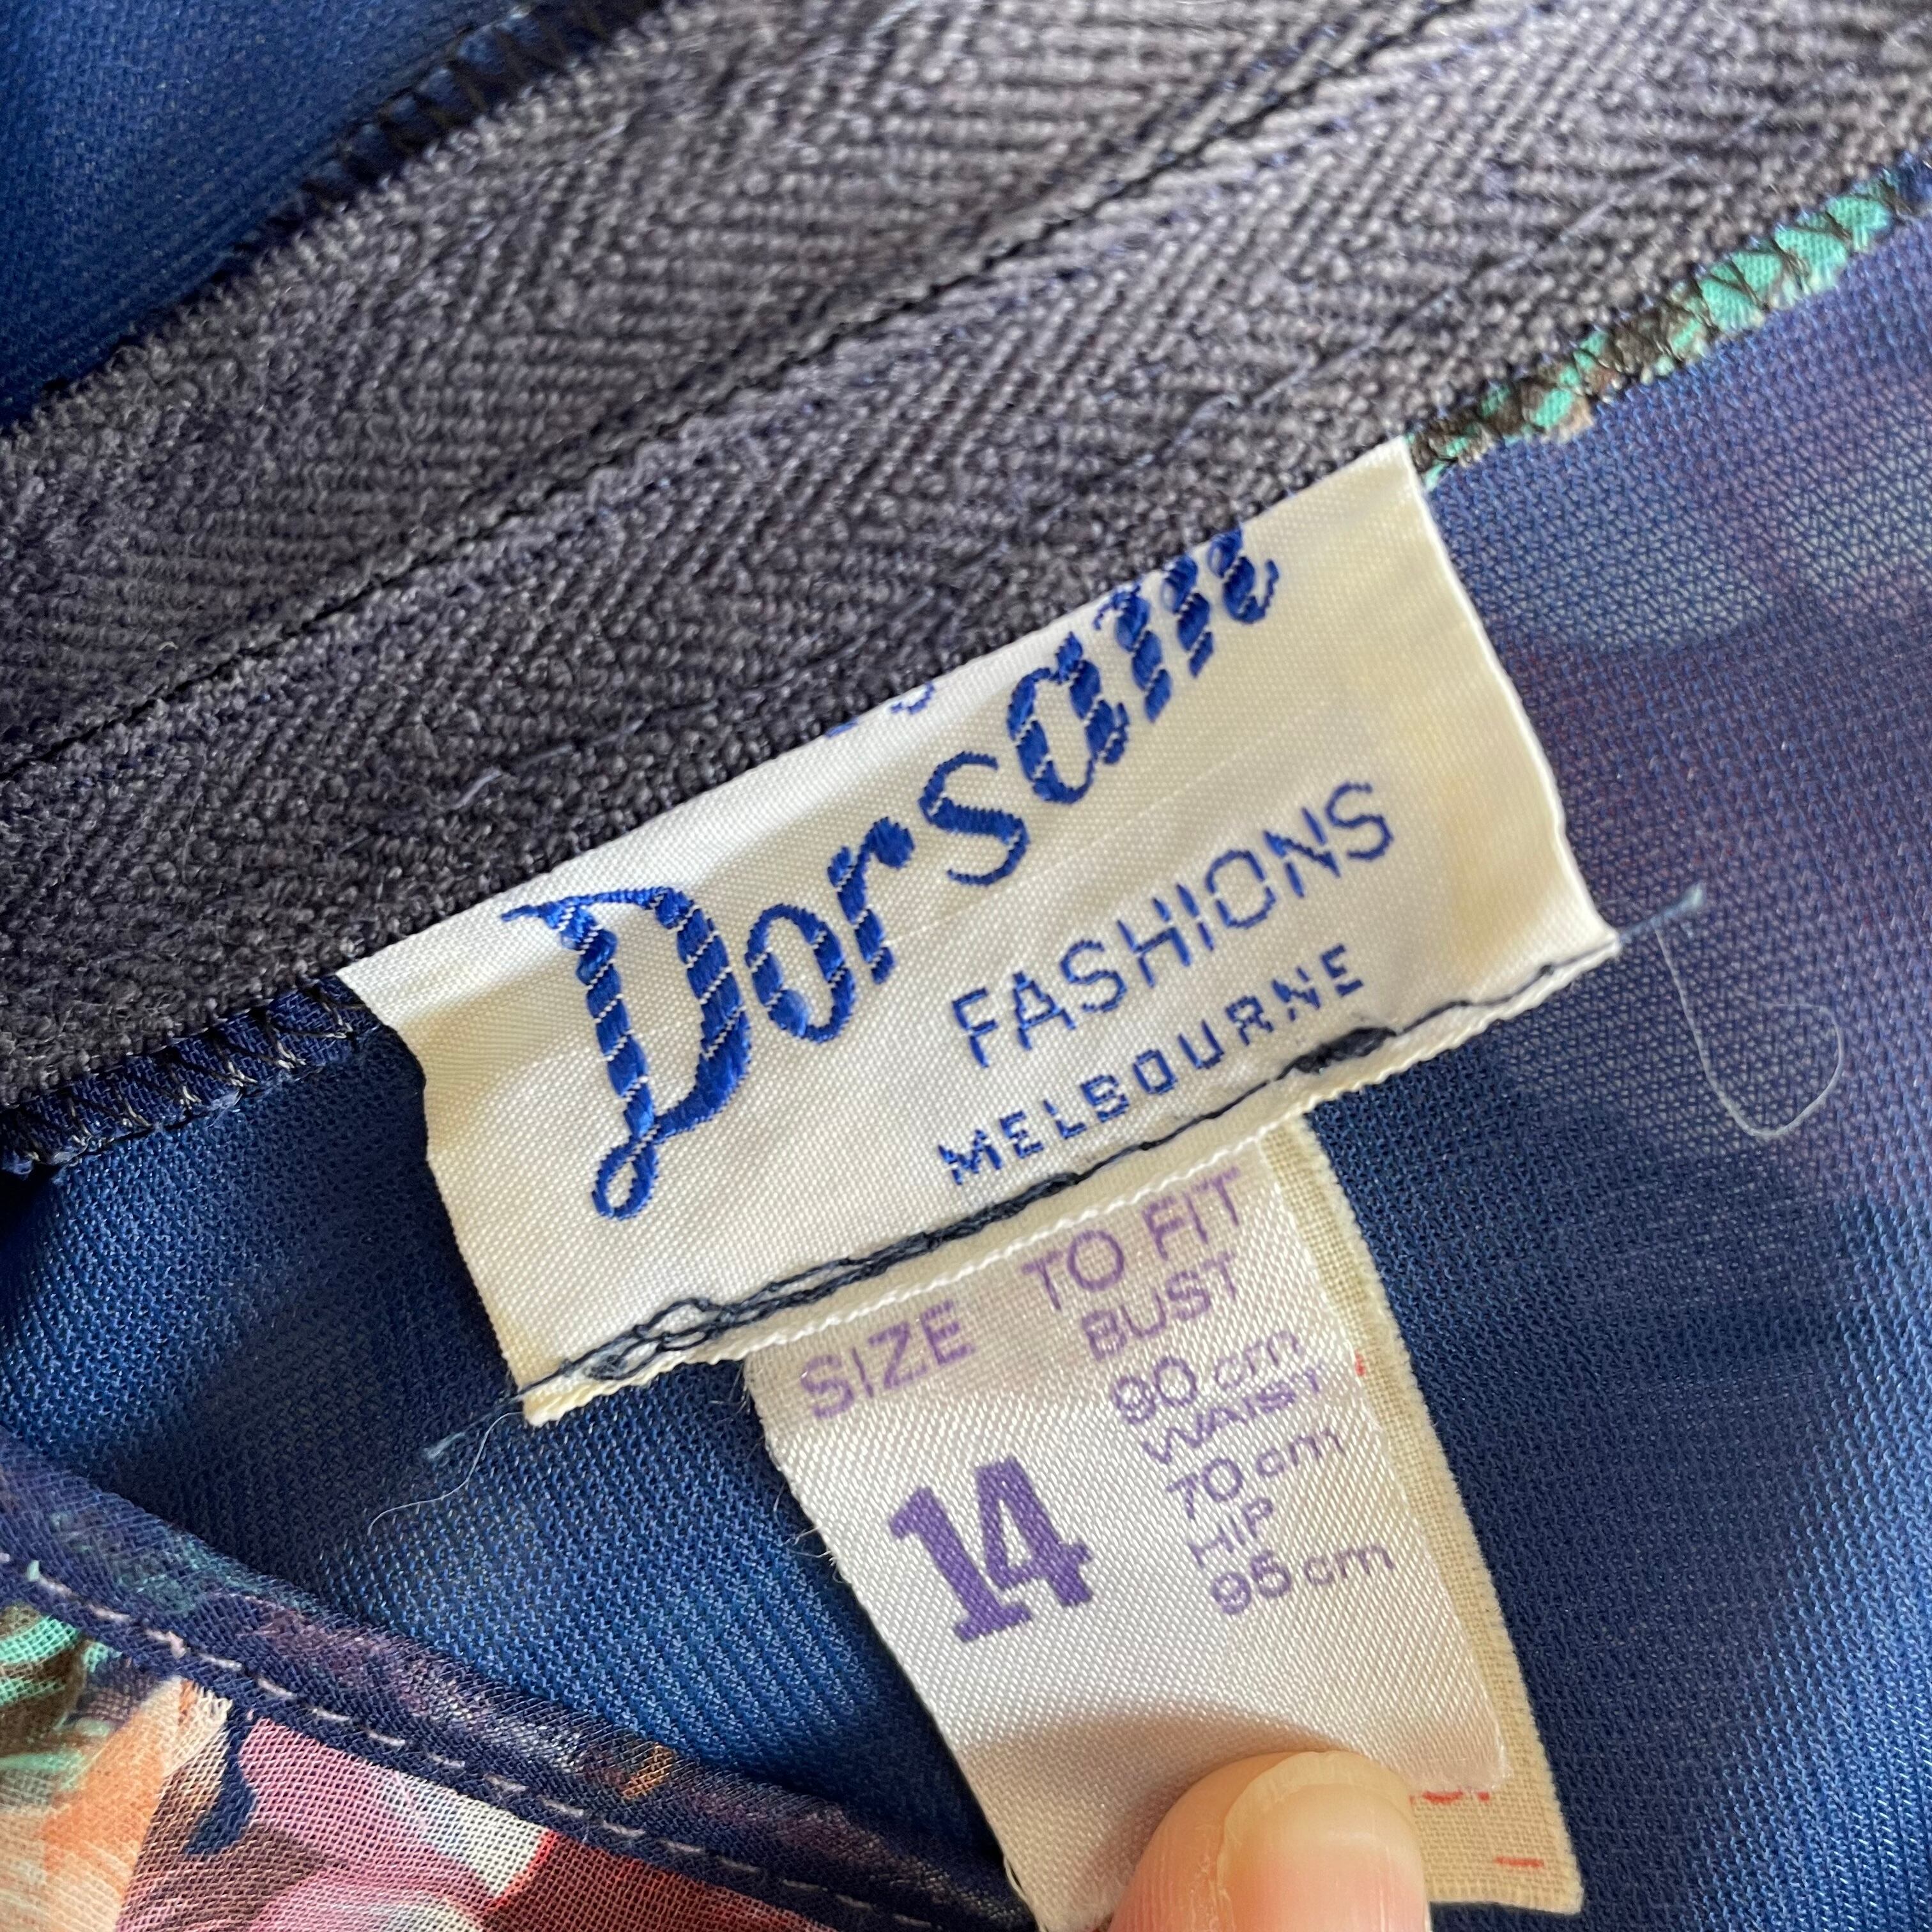 Dorsam
FASHIONS
MELBOURNE
SIZE
14
TO FIT
BUST
90 cm
WAIST
70 cm
HIP
95 cm